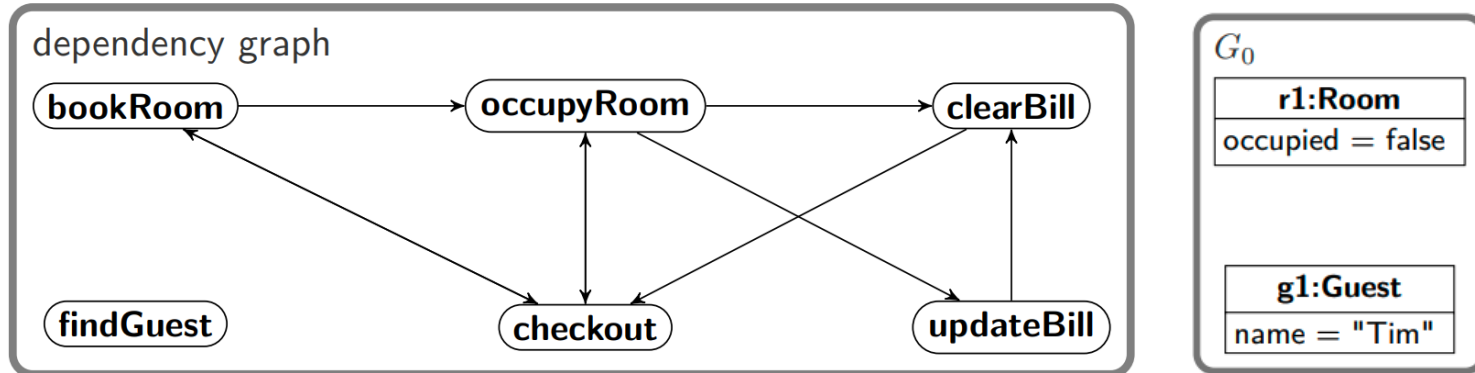 dependency graph
bookRoom
occupyRoom
clearBill
findGuest
checkout
updateBill
G₀
r1:Room
occupied = false
g1:Guest
name = "Tim"